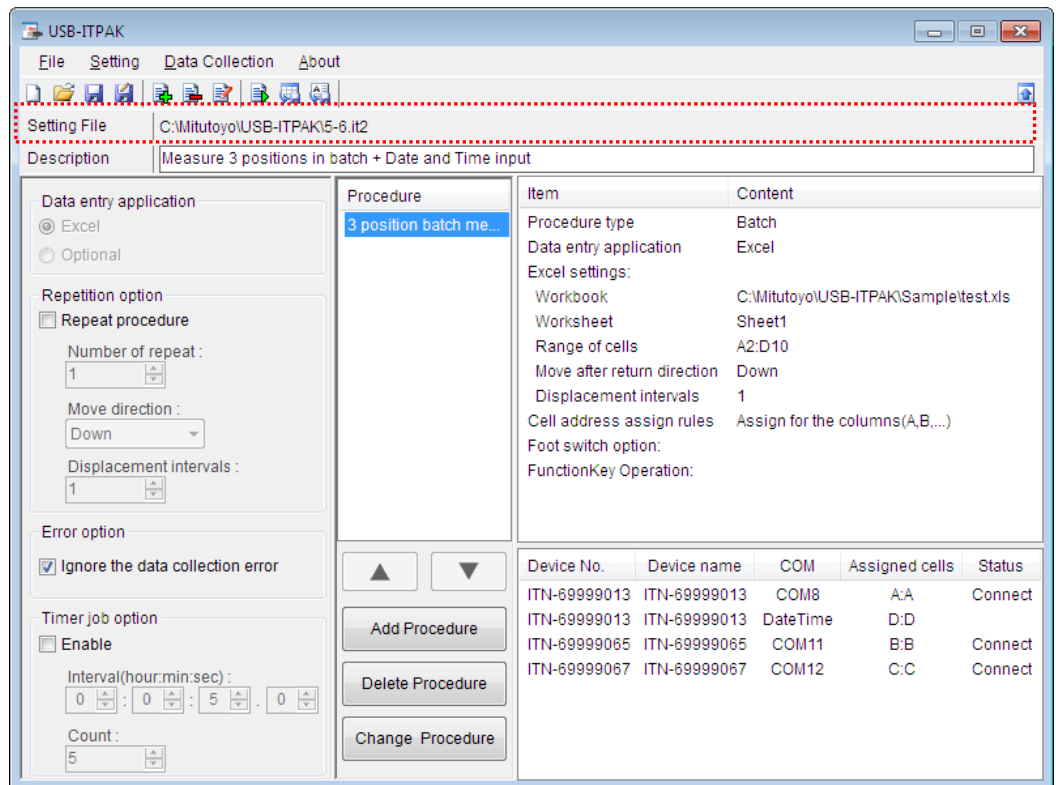 USB-ITPAK
File Setting Data Collection About
Setting File C:\Mitutoyo\USB-ITPAK\5-6.it2
Description Measure 3 positions in batch + Date and Time input
Data entry application
Excel
Optional
Repetition option
Repeat procedure
Number of repeat :
1
Move direction :
Down
Displacement intervals :
1
Error option
Ignore the data collection error
Timer job option
Enable
Interval(hour:min:sec) :
0 : 0 : 5 . 0
Count :
5
Procedure
3 position batch me...
Add Procedure
Delete Procedure
Change Procedure
Item Content
Procedure type Batch
Data entry application Excel
Excel settings:
Workbook C:\Mitutoyo\USB-ITPAK\Sample\test.xls
Worksheet Sheet1
Range of cells A2:D10
Move after return direction Down
Displacement intervals 1
Cell address assign rules Assign for the columns(A,B,...)
Foot switch option:
FunctionKey Operation:
Device No. Device name COM Assigned cells Status
ITN-69999013 ITN-69999013 COM8 A:A Connect
ITN-69999013 ITN-69999013 DateTime D:D
ITN-69999065 ITN-69999065 COM11 B:B Connect
ITN-69999067 ITN-69999067 COM12 C:C Connect